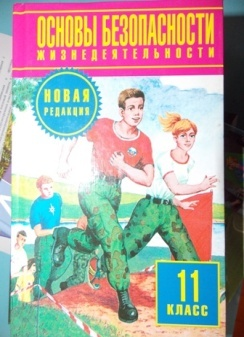 ОСНОВЫ БЕЗОПАСНОСТИ
ЖИЗНЕДЕЯТЕЛЬНОСТИ
НОВАЯ
РЕДАКЦИЯ
11
КЛАСС